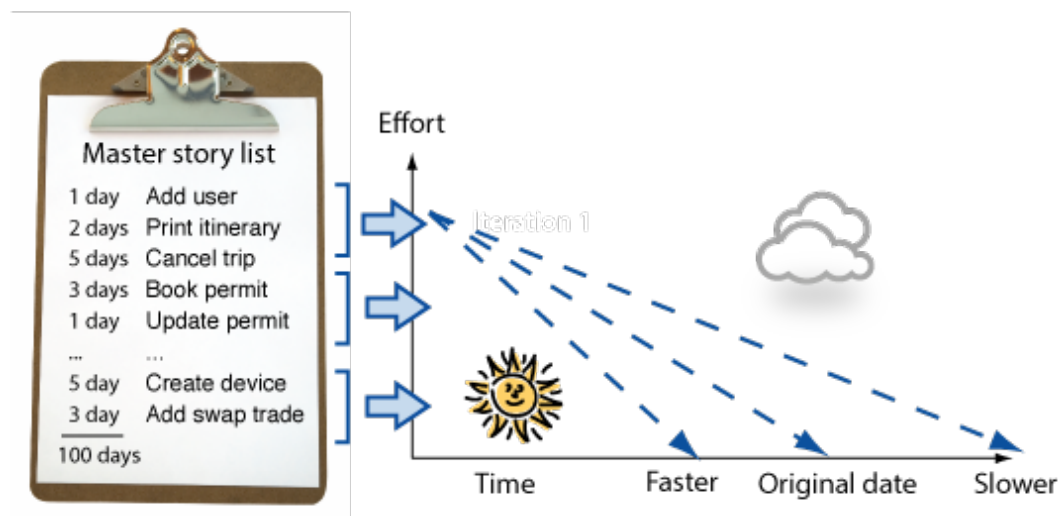 Master story list
1 day Add user
2 days Print itinerary
5 days Cancel trip
3 days Book permit
1 day Update permit
... ...
5 day Create device
3 day Add swap trade
100 days
Effort
Iteration 1
Time
Faster
Original date
Slower